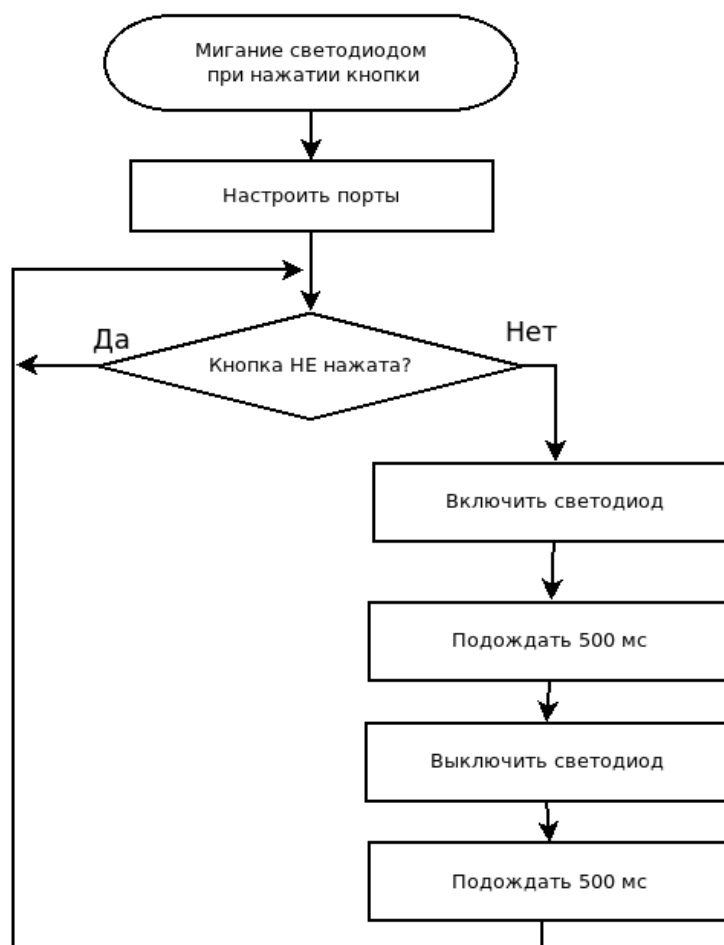 Мигание светодиодом
при нажатии кнопки
Настроить порты
Да
Нет
Кнопка НЕ нажата?
Включить светодиод
Подождать 500 мс
Выключить светодиод
Подождать 500 мс